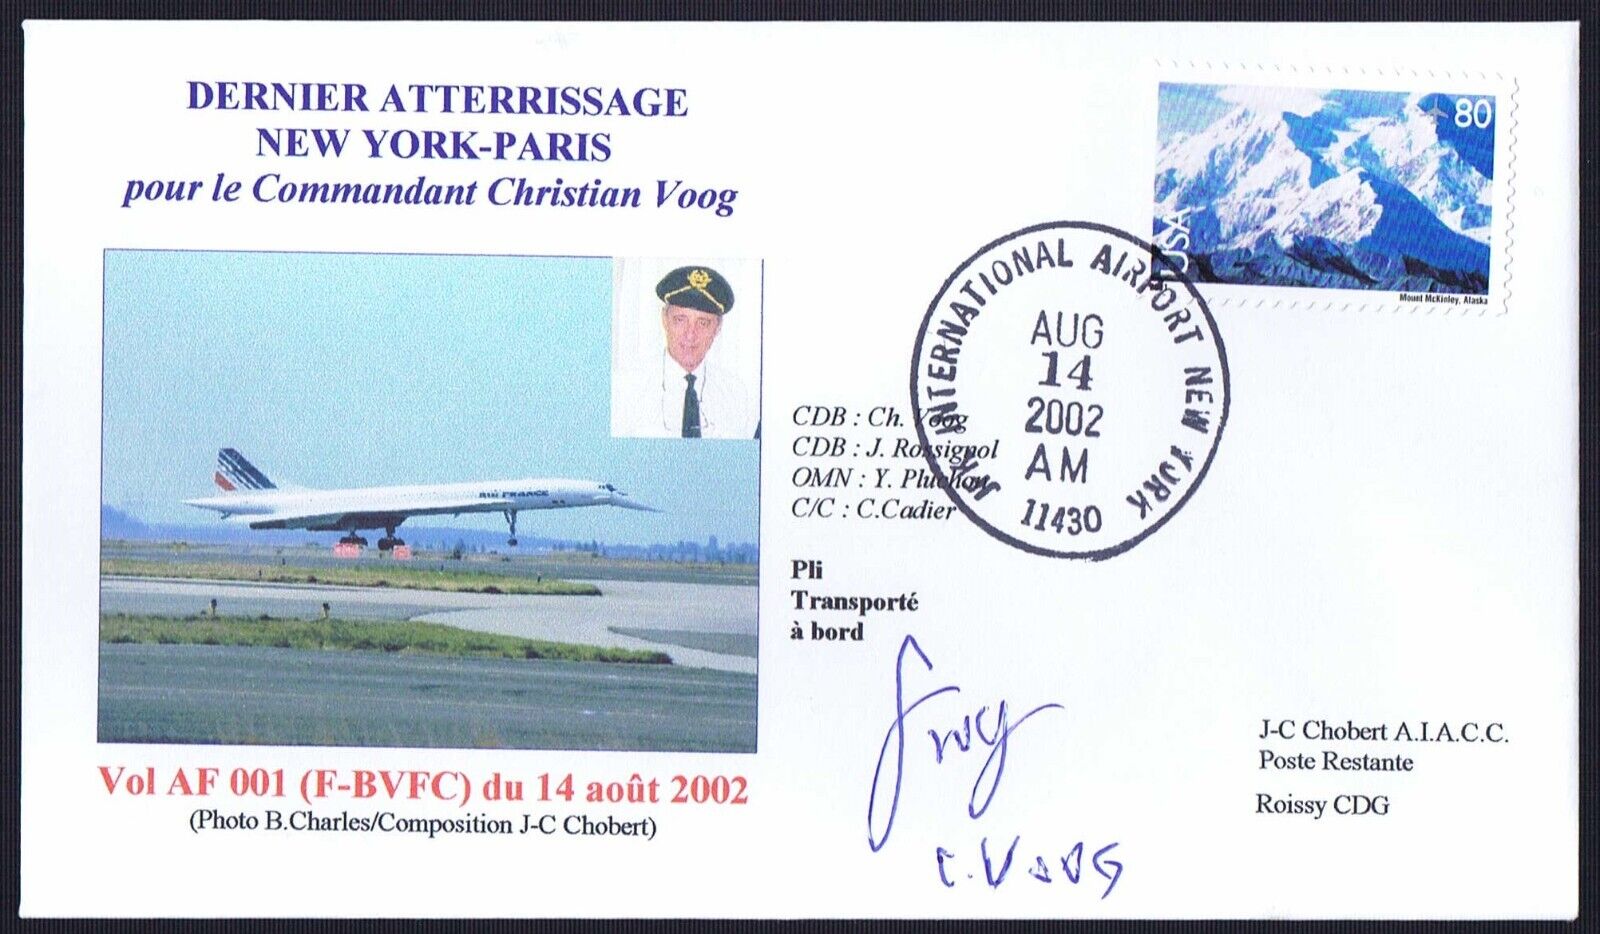 DERNIER ATTERRISSAGE
NEW YORK-PARIS
pour le Commandant Christian Voog
80
USA
Mount McKinley, Alaska
JFK INTERNATIONAL AIRPORT NEW YORK
AUG
14
2002
AM
11430
AIR FRANCE
CDB : Ch. Voog
CDB : J. Rossignol
OMN : Y. Pluchon
C/C : C.Cadier
Pli
Transporté
à bord
C. VOOG
J-C Chobert A.I.A.C.C.
Poste Restante
Roissy CDG
Vol AF 001 (F-BVFC) du 14 août 2002
(Photo B.Charles/Composition J-C Chobert)